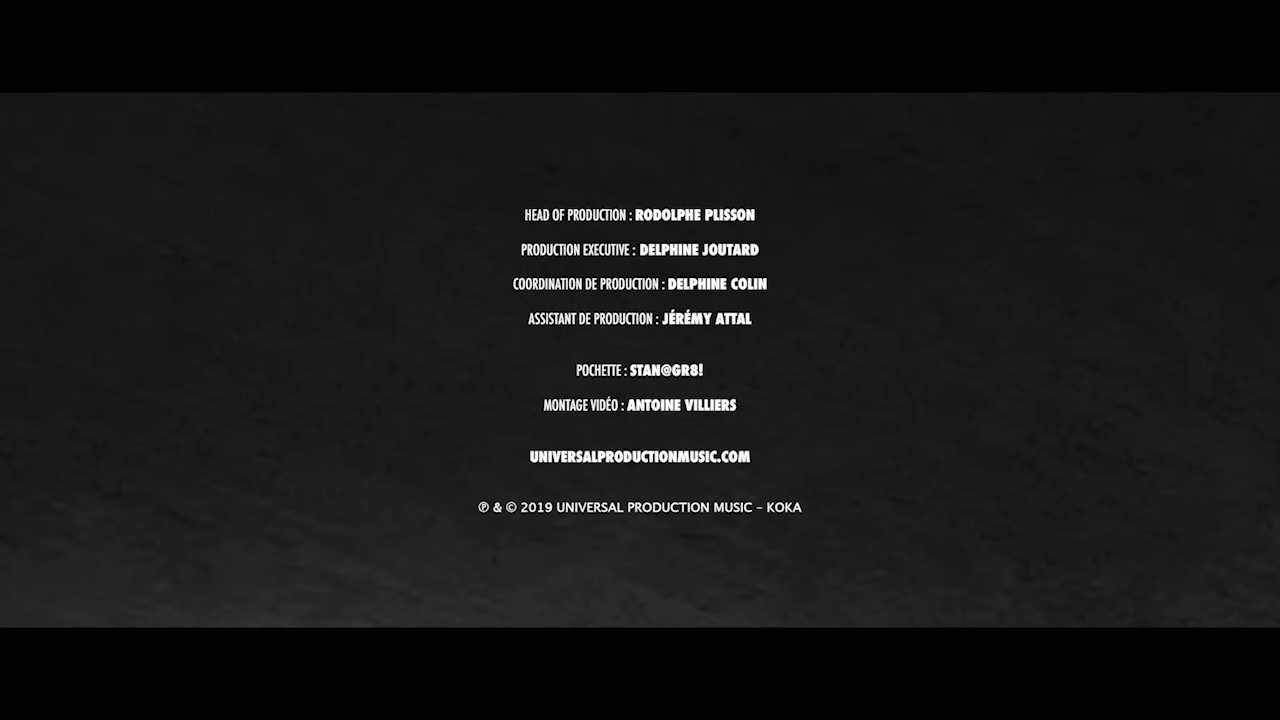 HEAD OF PRODUCTION : RODOLPHE PLISSON
PRODUCTION EXECUTIVE : DELPHINE JOUTARD
COORDINATION DE PRODUCTION : DELPHINE COLIN
ASSISTANT DE PRODUCTION : JÉRÉMY ATTAL
POCHETTE : STAN@GR8!
MONTAGE VIDÉO : ANTOINE VILLIERS
UNIVERSALPRODUCTIONMUSIC.COM
℗ & © 2019 UNIVERSAL PRODUCTION MUSIC – KOKA